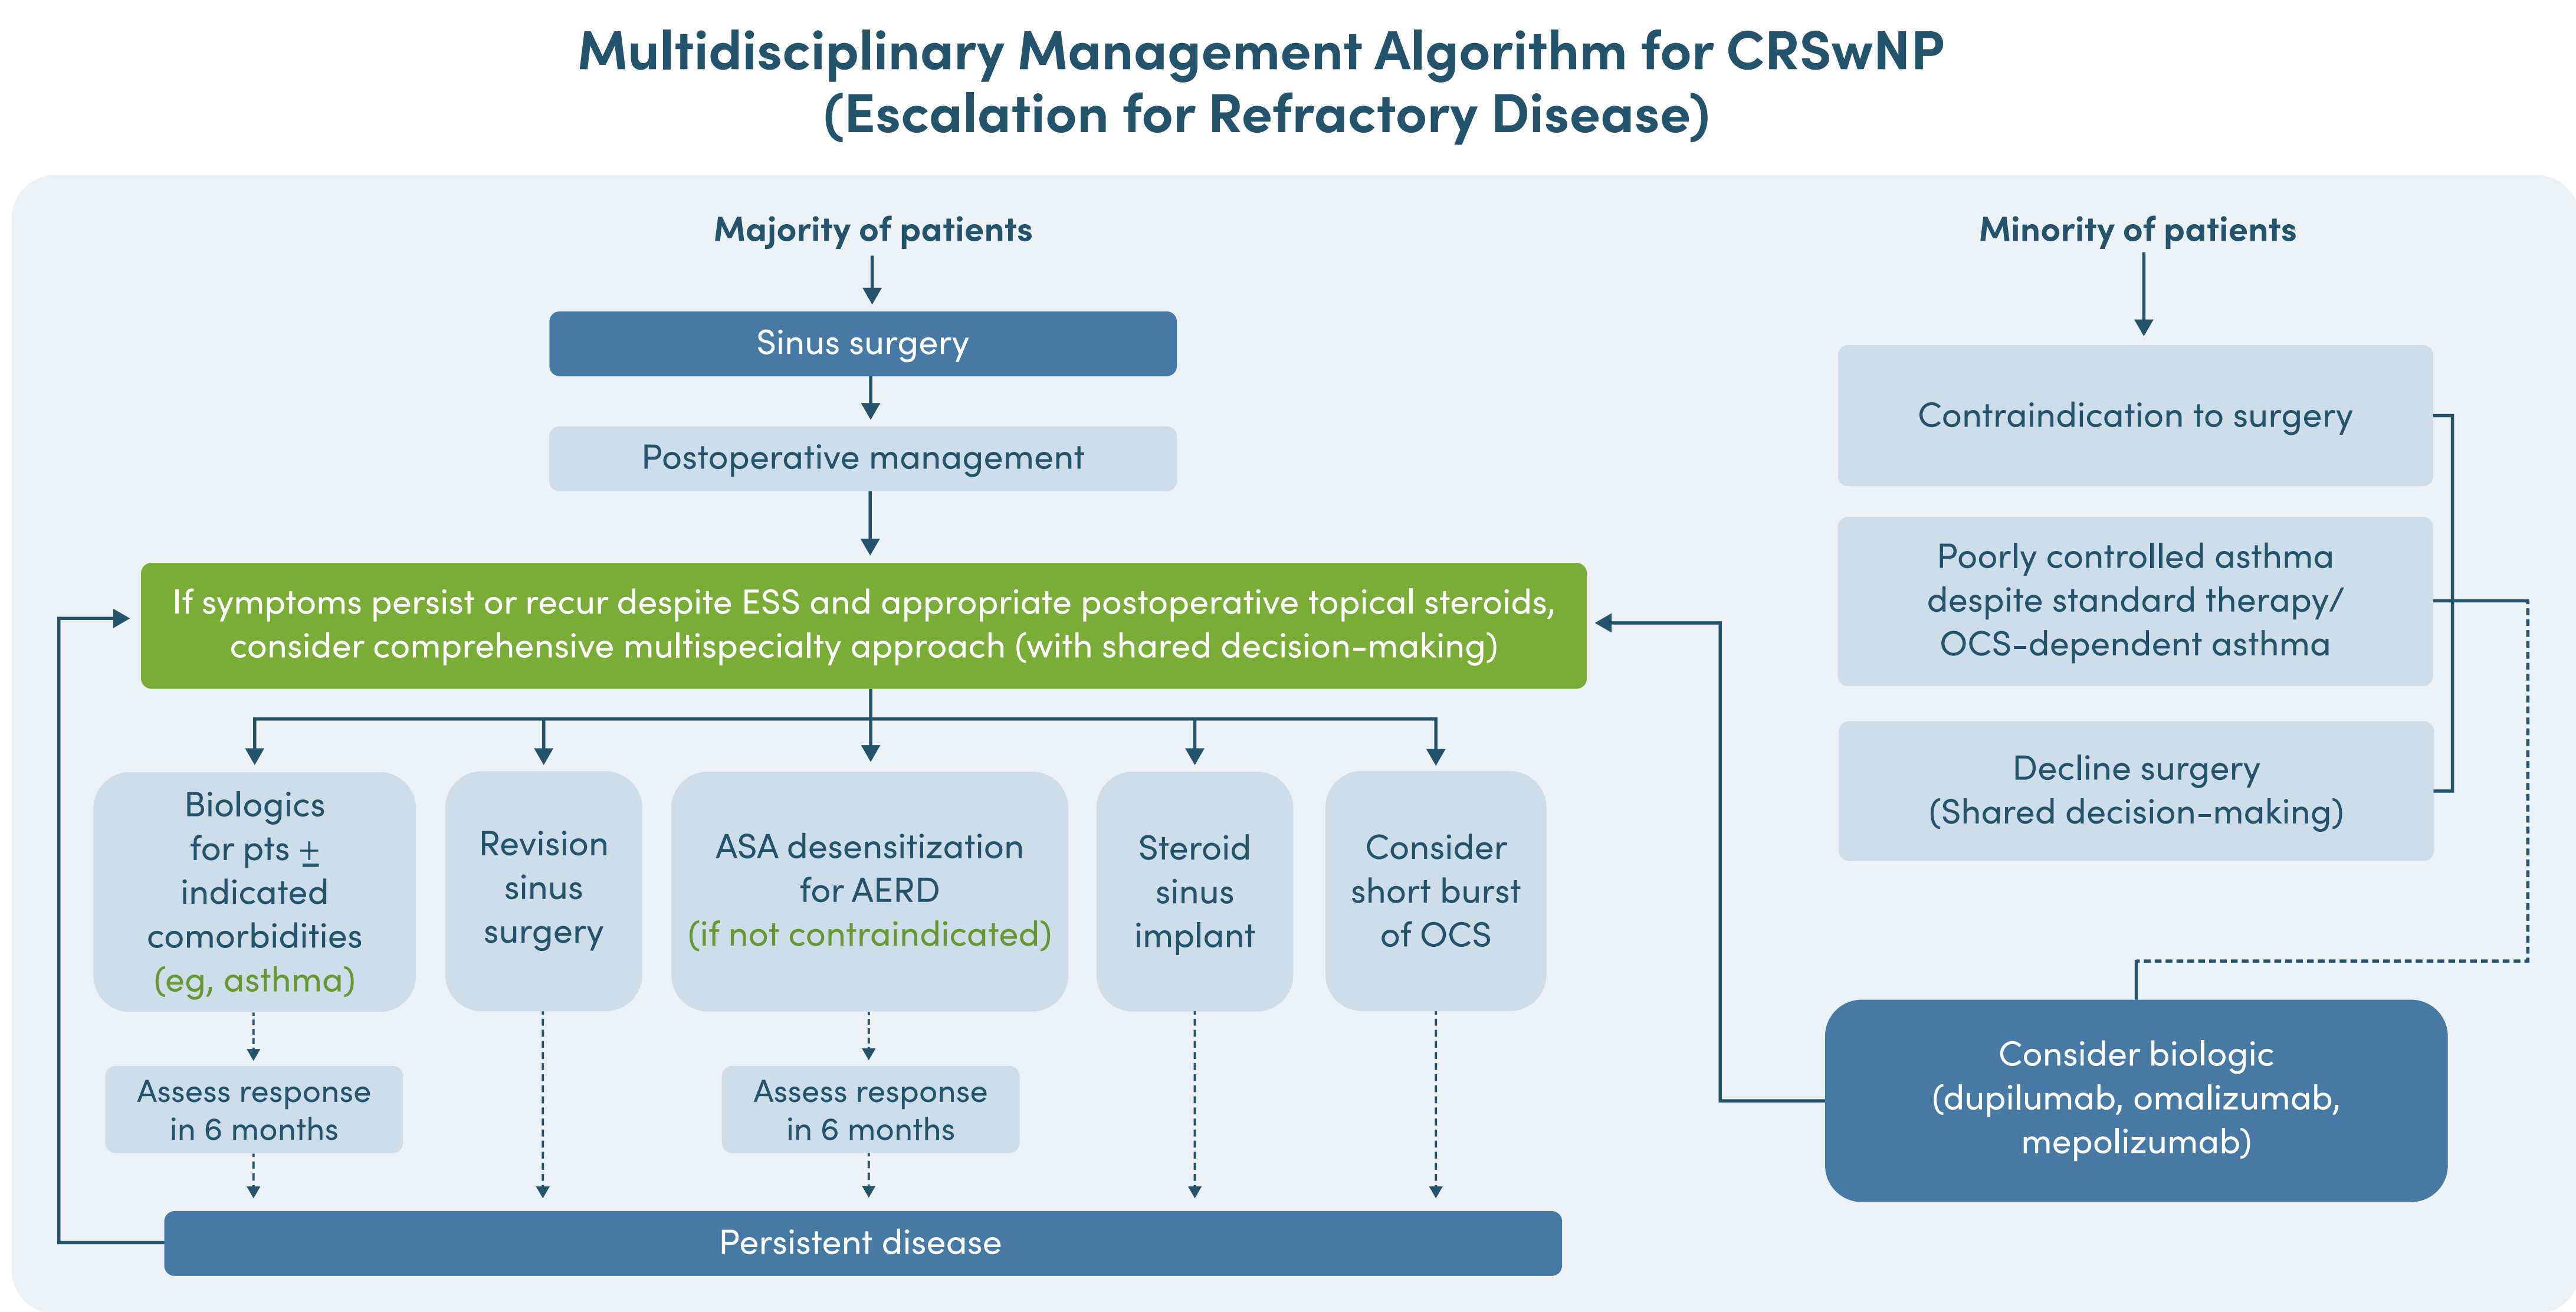 Multidisciplinary Management Algorithm for CRSwNP
(Escalation for Refractory Disease)
Majority of patients
Sinus surgery
Postoperative management
If symptoms persist or recur despite ESS and appropriate postoperative topical steroids,
consider comprehensive multispecialty approach (with shared decision-making)
Biologics
for pts ±
indicated
comorbidities
(eg, asthma)
Revision
sinus
surgery
ASA desensitization
for AERD
(if not contraindicated)
Steroid
sinus
implant
Consider
short burst
of OCS
Assess response
in 6 months
Assess response
in 6 months
Persistent disease
Minority of patients
Contraindication to surgery
Poorly controlled asthma
despite standard therapy/
OCS-dependent asthma
Decline surgery
(Shared decision-making)
Consider biologic
(dupilumab, omalizumab,
mepolizumab)